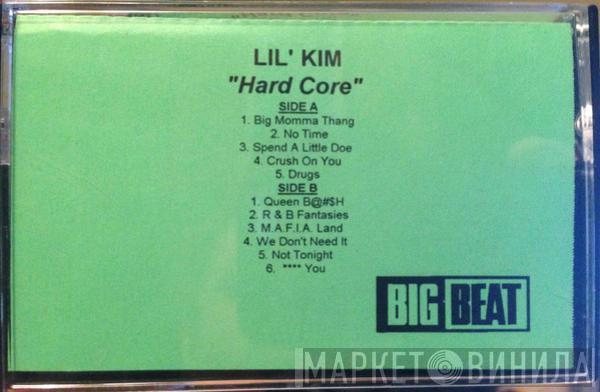 LIL' KIM
"Hard Core"
SIDE A
1. Big Momma Thang
2. No Time
3. Spend A Little Doe
4. Crush On You
5. Drugs
SIDE B
1. Queen B@#$H
2. R & B Fantasies
3. M.A.F.I.A. Land
4. We Don't Need It
5. Not Tonight
6. **** You
BIG BEAT
МАРКЕТ ВИНИЛА